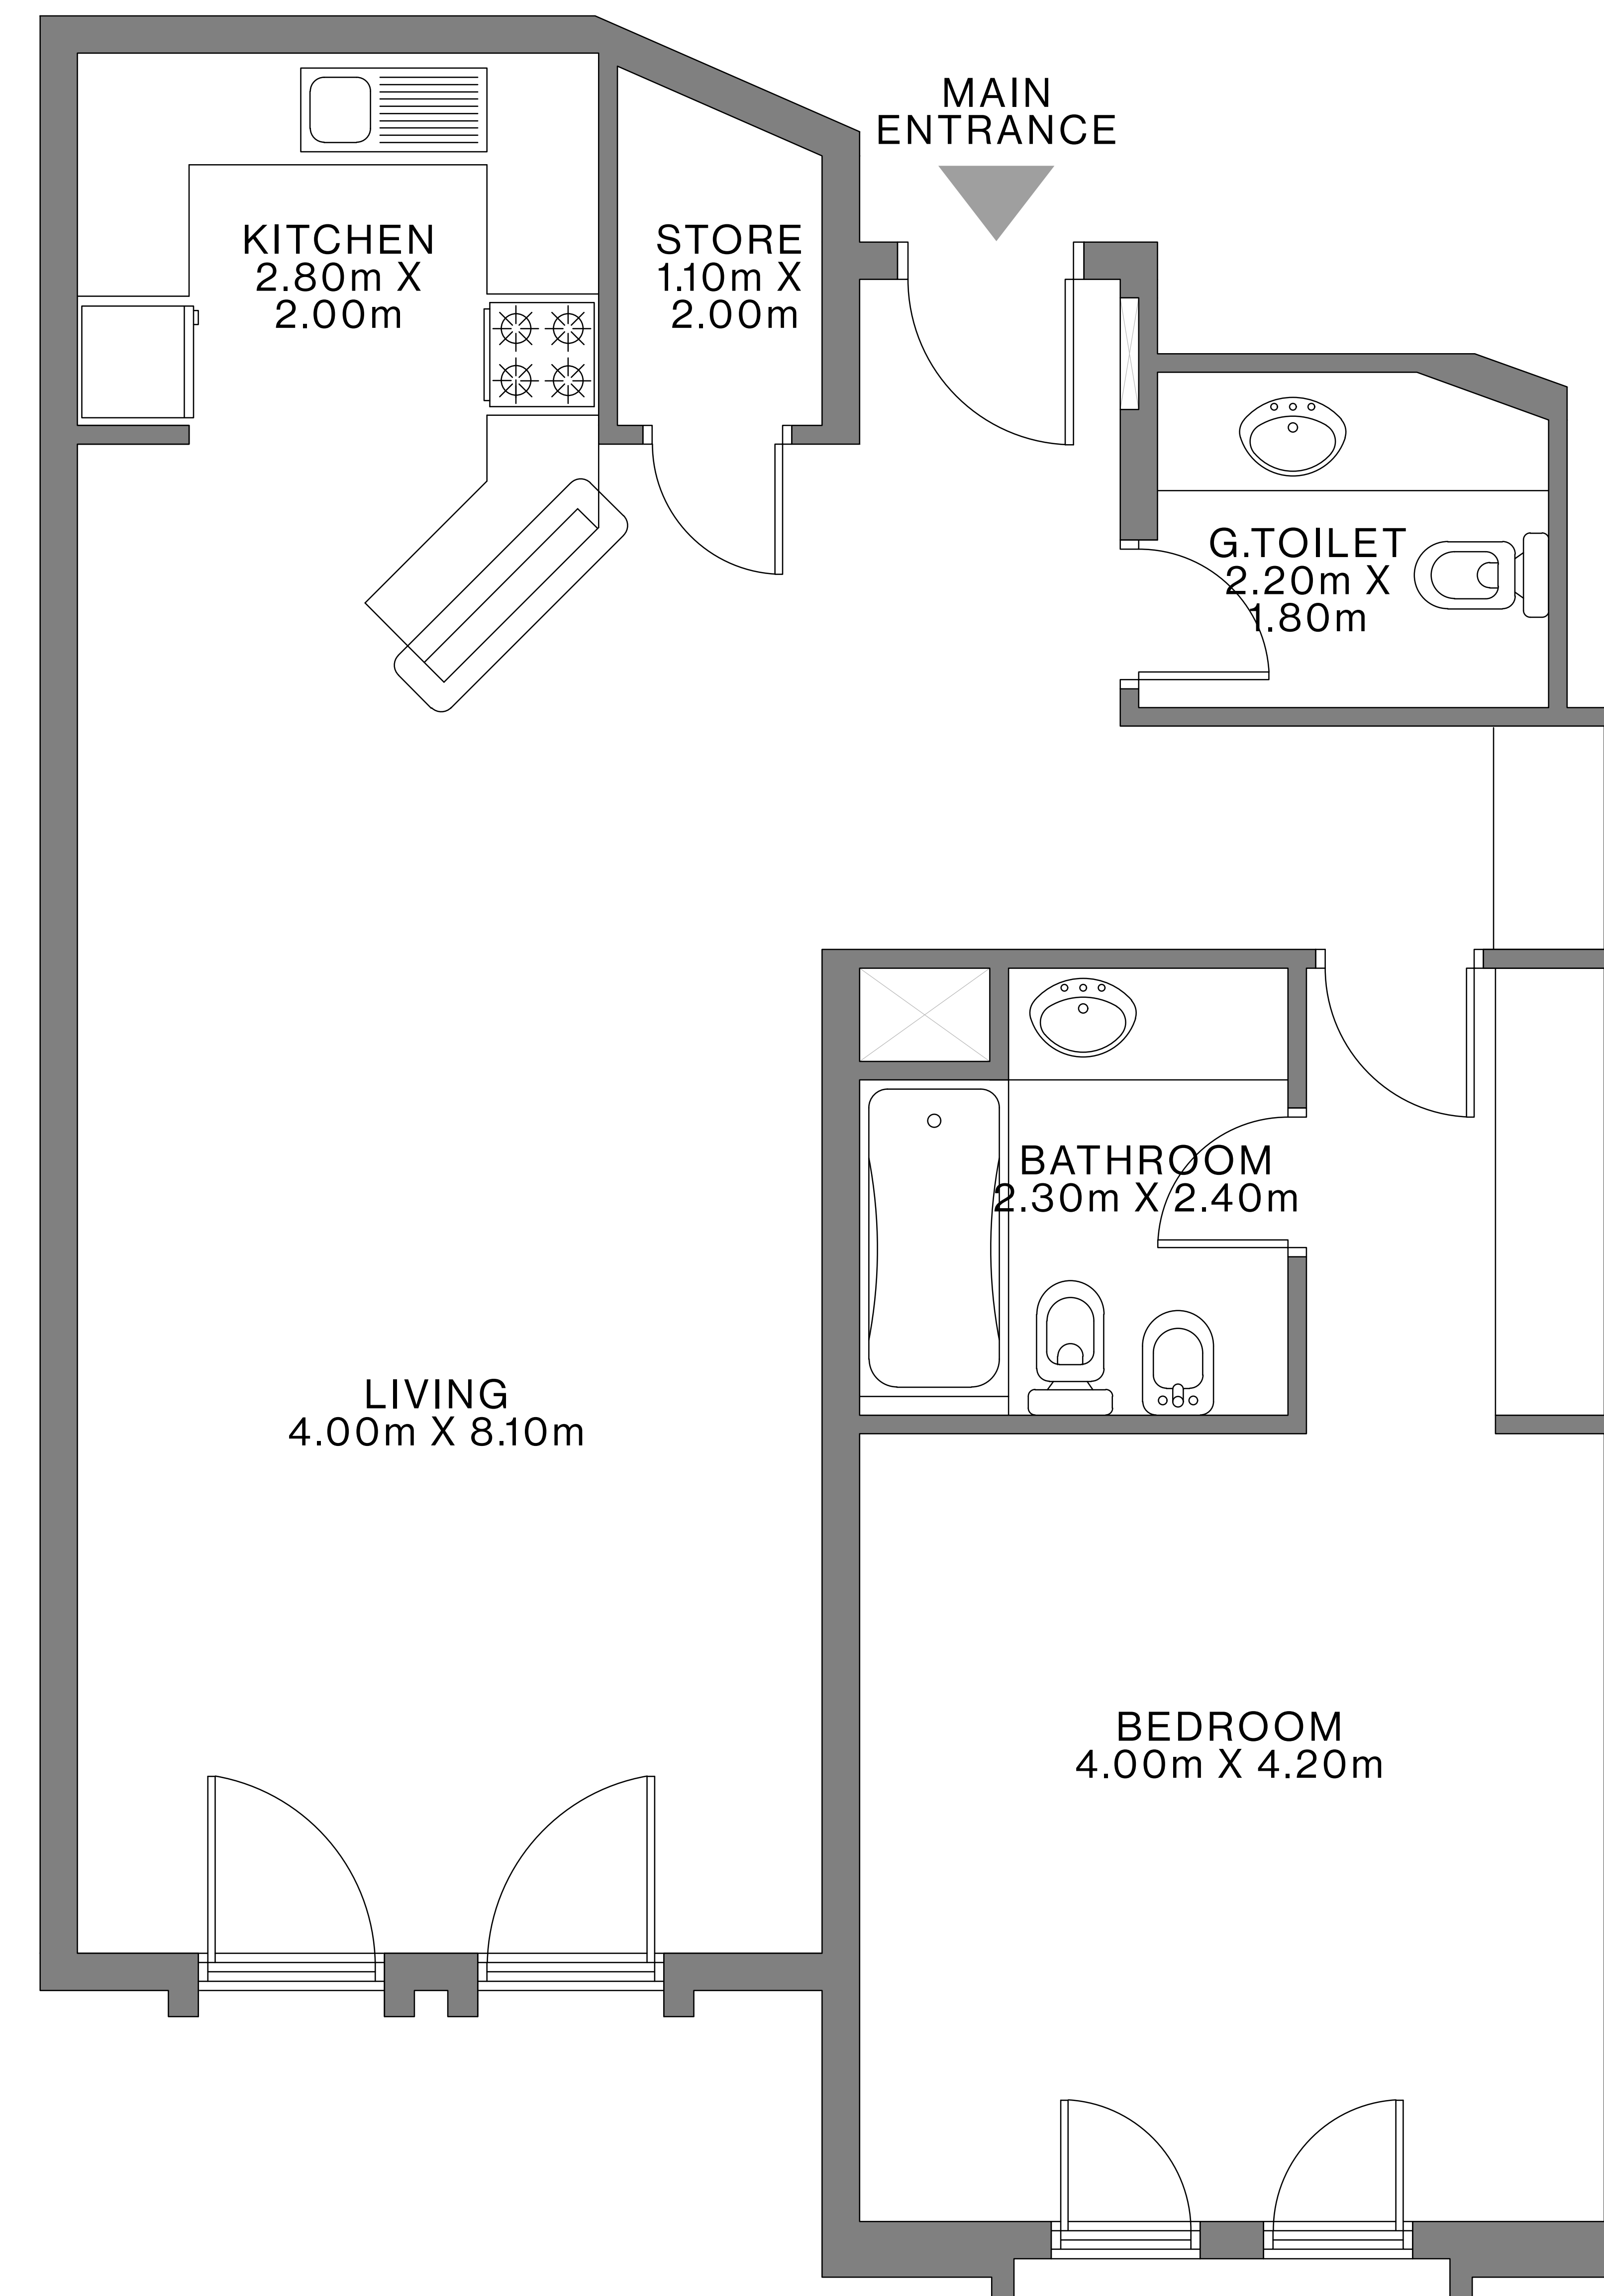 MAIN
ENTRANCE
KITCHEN
2.80m X
2.00m
STORE
1.10m X
2.00m
G.TOILET
2.20m X
1.80m
BATHROOM
2.30m X 2.40m
LIVING
4.00m X 8.10m
BEDROOM
4.00m X 4.20m